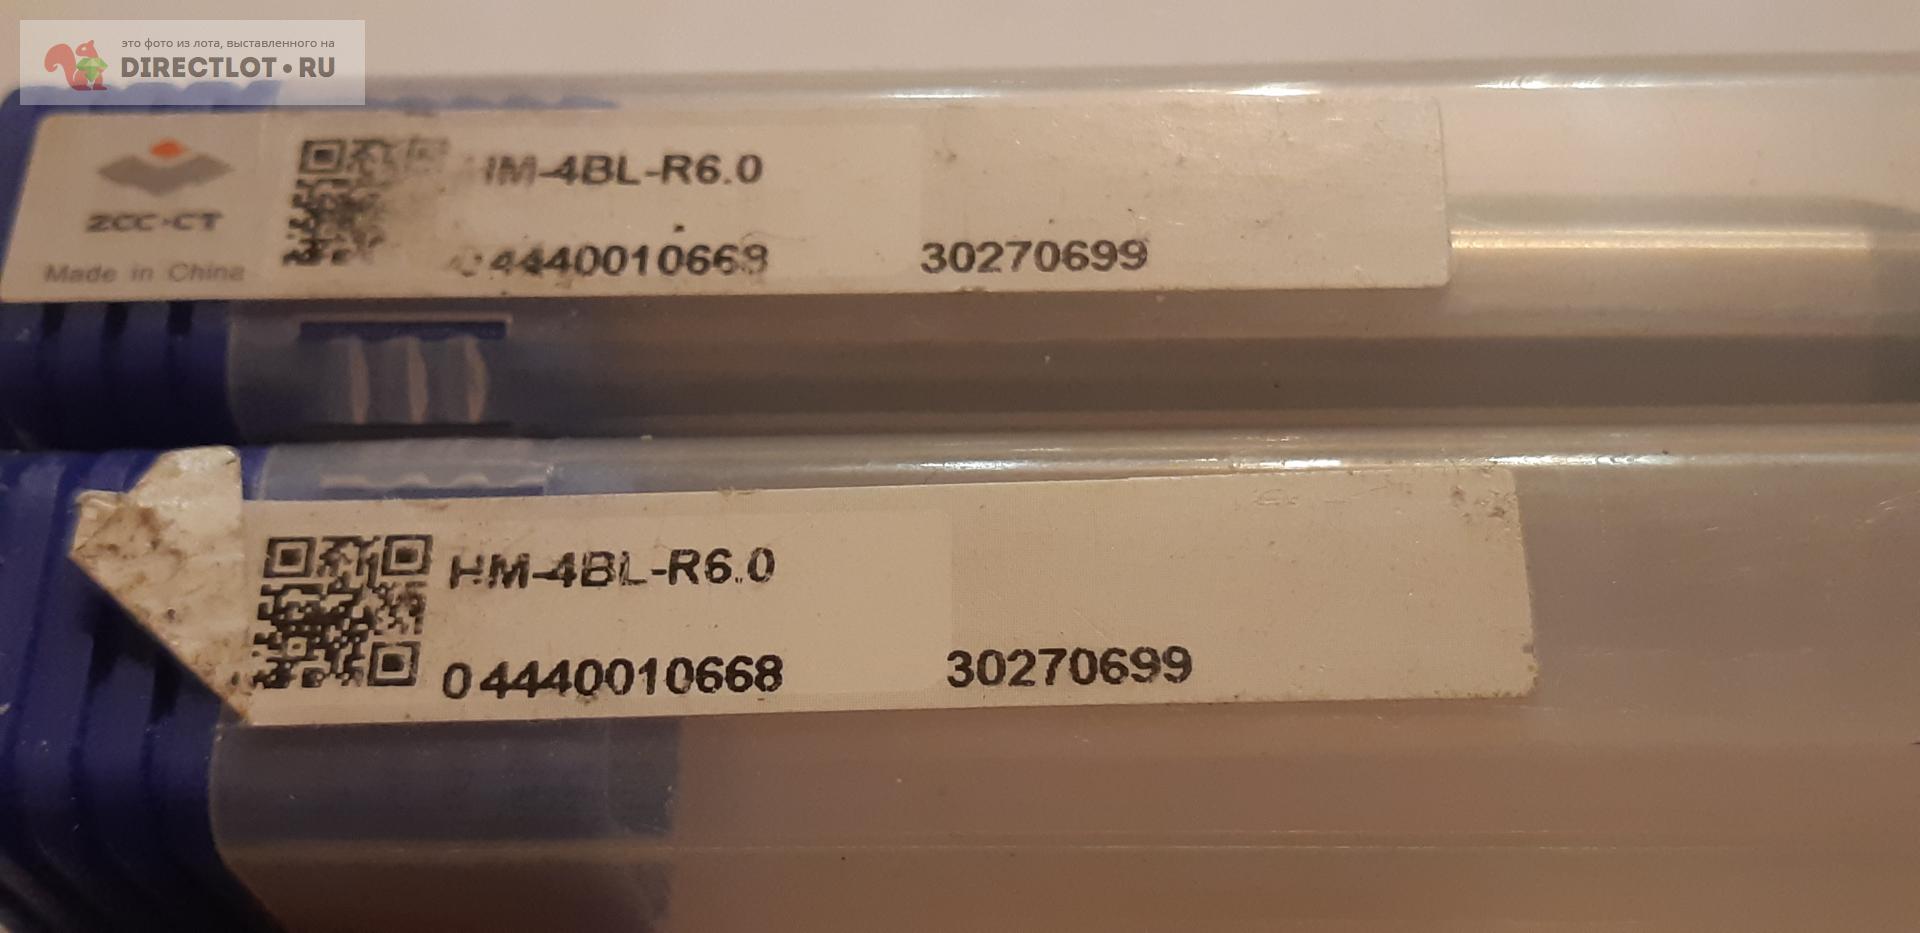 это фото из лота, выставленного на
DIRECTLOT.RU
ZCC·CT
Made in China
HM-4BL-R6.0
04440010668 30270699
HM-4BL-R6.0
04440010668 30270699